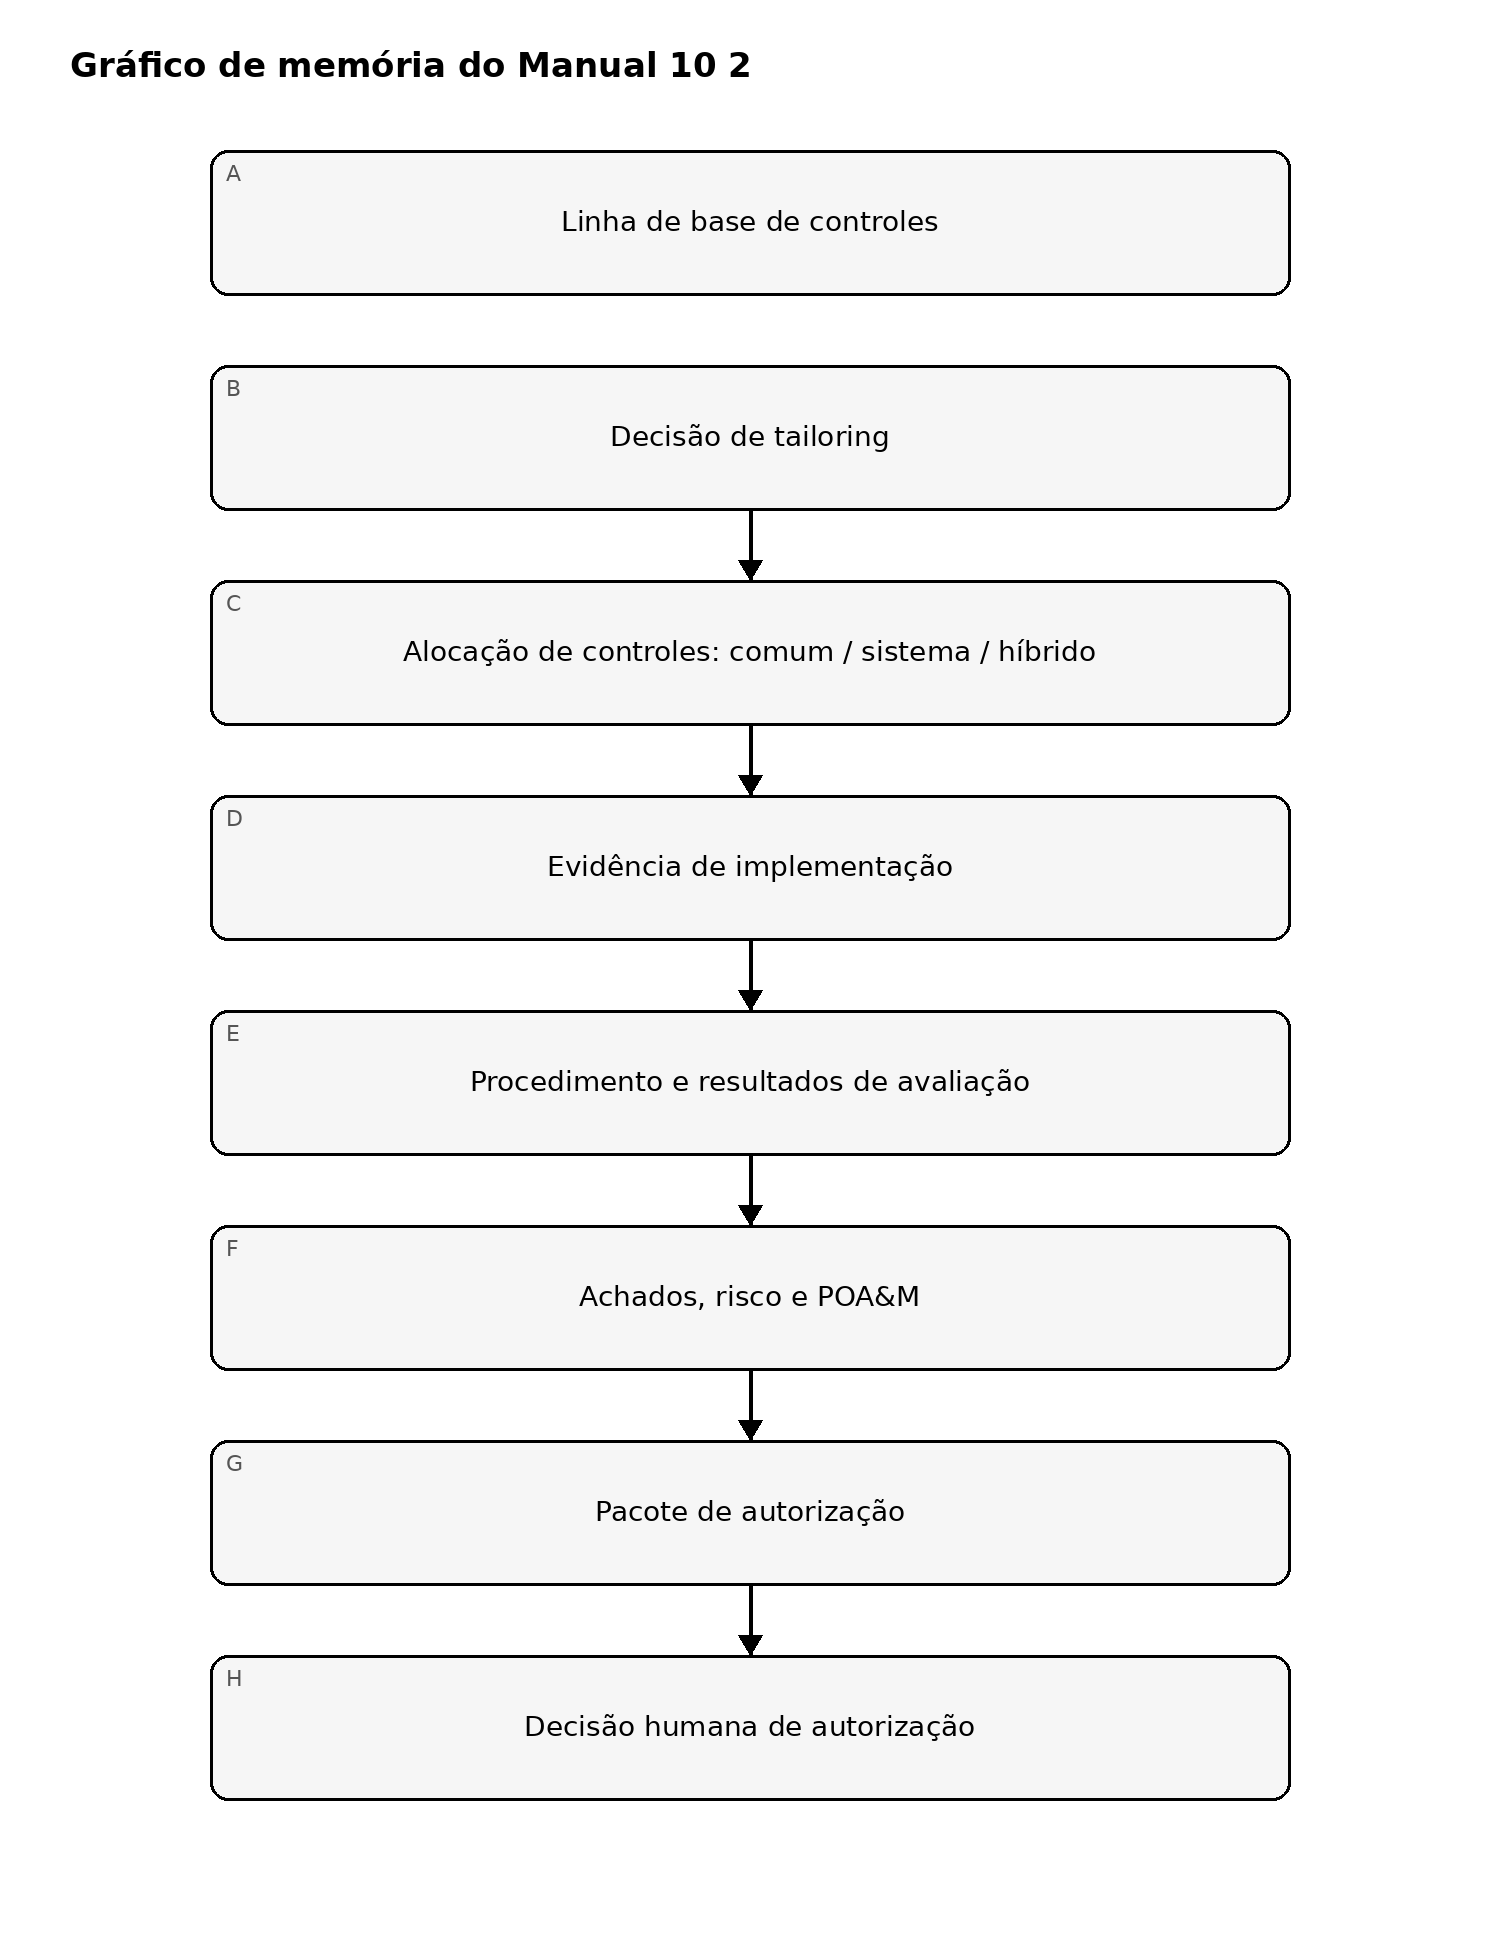 Gráfico de memória do Manual 10 2
A
Linha de base de controles
B
Decisão de tailoring
C
Alocação de controles: comum / sistema / híbrido
D
Evidência de implementação
E
Procedimento e resultados de avaliação
F
Achados, risco e POA&M
G
Pacote de autorização
H
Decisão humana de autorização